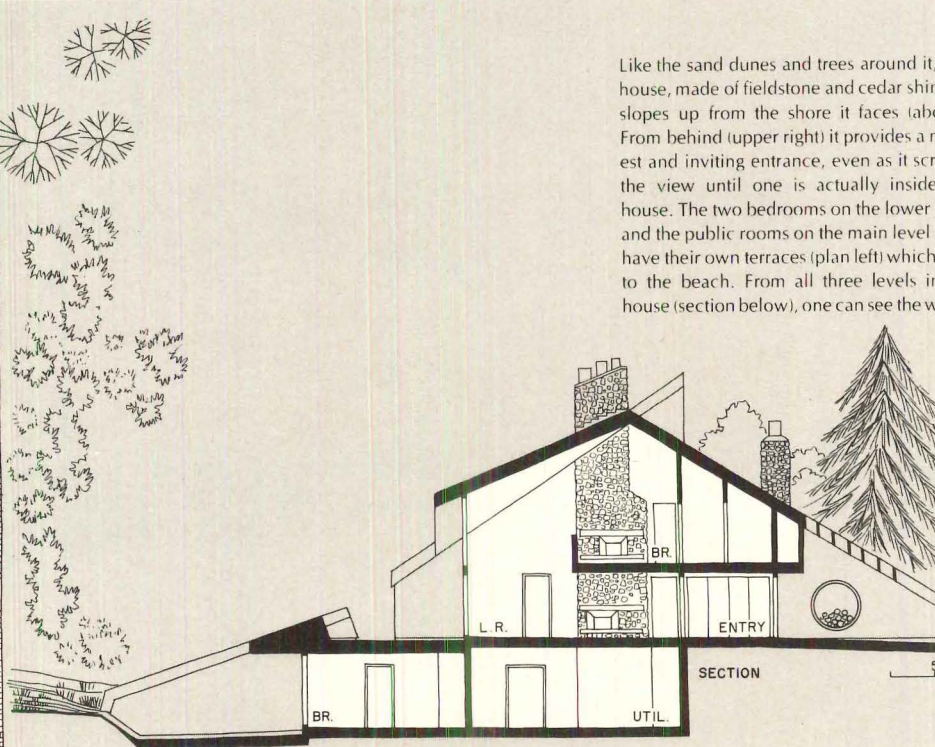 Like the sand dunes and trees around it,
house, made of fieldstone and cedar shin
slopes up from the shore it faces (abo
From behind (upper right) it provides a
est and inviting entrance, even as it scr
the view until one is actually inside
house. The two bedrooms on the lower
and the public rooms on the main level
have their own terraces (plan left) which
to the beach. From all three levels in
house (section below), one can see the w
BR.
L.R.
ENTRY
SECTION
5
BR.
UTIL.